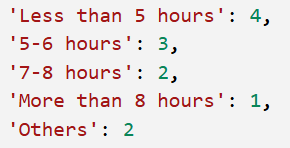 'Less than 5 hours': 4,
'5-6 hours': 3,
'7-8 hours': 2,
'More than 8 hours': 1,
'Others': 2